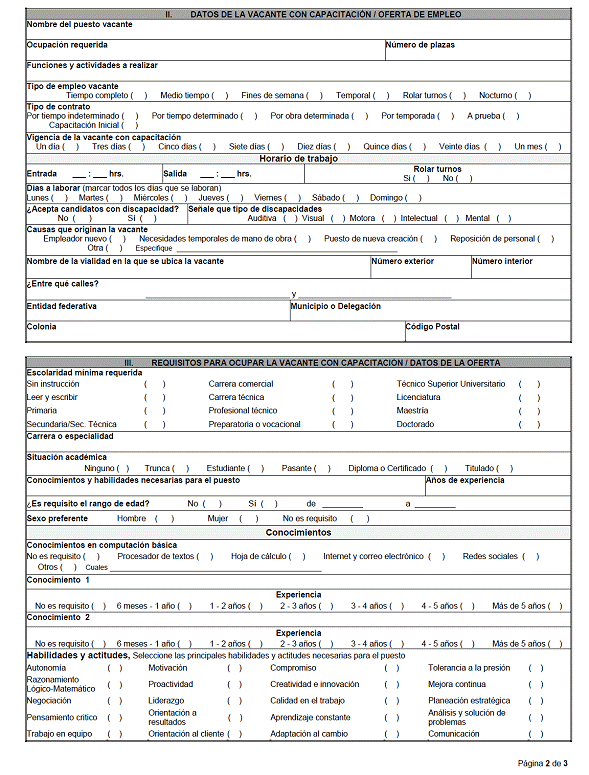 II. DATOS DE LA VACANTE CON CAPACITACIÓN / OFERTA DE EMPLEO
Nombre del puesto vacante
Ocupación requerida Número de plazas
Funciones y actividades a realizar
Tipo de empleo vacante
Tiempo completo ( ) Medio tiempo ( ) Fines de semana ( ) Temporal ( ) Rolar turnos ( ) Nocturno ( )
Tipo de contrato
Por tiempo indeterminado ( ) Por tiempo determinado ( ) Por obra determinada ( ) Por temporada ( ) A prueba ( )
Capacitación Inicial ( )
Vigencia de la vacante con capacitación
Un día ( ) Tres días ( ) Cinco días ( ) Siete días ( ) Diez días ( ) Quince días ( ) Veinte días ( ) Un mes ( )
Horario de trabajo
Entrada ___ : ___ hrs. Salida ___ : ___ hrs. Rolar turnos
Sí ( ) No ( )
Días a laborar (marcar todos los días que se laboran)
Lunes ( ) Martes ( ) Miércoles ( ) Jueves ( ) Viernes ( ) Sábado ( ) Domingo ( )
¿Acepta candidatos con discapacidad? Señale que tipo de discapacidades
No ( ) Sí ( ) Auditiva ( ) Visual ( ) Motora ( ) Intelectual ( ) Mental ( )
Causas que originan la vacante
Empleador nuevo ( ) Necesidades temporales de mano de obra ( ) Puesto de nueva creación ( ) Reposición de personal ( )
Otra ( ) Especifique ____________
Nombre de la vialidad en la que se ubica la vacante Número exterior Número interior
¿Entre qué calles?
____________ y ____________
Entidad federativa Municipio o Delegación
Colonia Código Postal
III. REQUISITOS PARA OCUPAR LA VACANTE CON CAPACITACIÓN / DATOS DE LA OFERTA
Escolaridad mínima requerida
Sin instrucción ( ) Carrera comercial ( ) Técnico Superior Universitario ( )
Leer y escribir ( ) Carrera técnica ( ) Licenciatura ( )
Primaria ( ) Profesional técnico ( ) Maestría ( )
Secundaria/Sec. Técnica ( ) Preparatoria o vocacional ( ) Doctorado ( )
Carrera o especialidad
Situación académica
Ninguno ( ) Trunca ( ) Estudiante ( ) Pasante ( ) Diploma o Certificado ( ) Titulado ( )
Conocimientos y habilidades necesarias para el puesto Años de experiencia
¿Es requisito el rango de edad? No ( ) Sí ( ) de ________ a ________
Sexo preferente Hombre ( ) Mujer ( ) No es requisito ( )
Conocimientos
Conocimientos en computación básica
No es requisito ( ) Procesador de textos ( ) Hoja de cálculo ( ) Internet y correo electrónico ( ) Redes sociales ( )
Otros ( ) Cuales ____________
Conocimiento 1
Experiencia
No es requisito ( ) 6 meses - 1 año ( ) 1 - 2 años ( ) 2 - 3 años ( ) 3 - 4 años ( ) 4 - 5 años ( ) Más de 5 años ( )
Conocimiento 2
Experiencia
No es requisito ( ) 6 meses - 1 año ( ) 1 - 2 años ( ) 2 - 3 años ( ) 3 - 4 años ( ) 4 - 5 años ( ) Más de 5 años ( )
Habilidades y actitudes, Seleccione las principales habilidades y actitudes necesarias para el puesto
Autonomía ( ) Motivación ( ) Compromiso ( ) Tolerancia a la presión ( )
Razonamiento
Lógico-Matemático ( ) Proactividad ( ) Creatividad e innovación ( ) Mejora continua ( )
Negociación ( ) Liderazgo ( ) Calidad en el trabajo ( ) Planeación estratégica ( )
Pensamiento crítico ( ) Orientación a resultados ( ) Aprendizaje constante ( ) Análisis y solución de problemas ( )
Trabajo en equipo ( ) Orientación al cliente ( ) Adaptación al cambio ( ) Comunicación ( )
Página 2 de 3